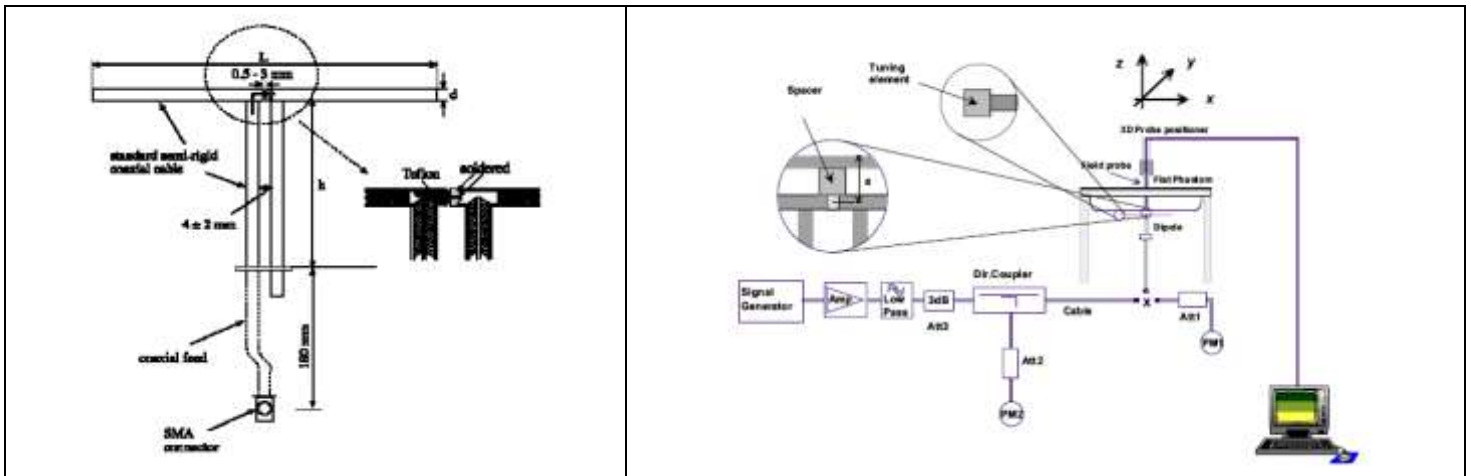 L
0.5 - 3 mm
d
standard semi-rigid
coaxial cable
h
Teflon
soldered
4 ± 2 mm
coaxial feed
180 mm
SMA
connector
Tuning
element
Spacer
z
y
x
3D Probe positioner
Field probe
Flat Phantom
Dipole
Dir.Coupler
Signal
Generator
Amp
Low
Pass
3dB
Att3
Cable
X
Att1
PM1
Att2
PM2